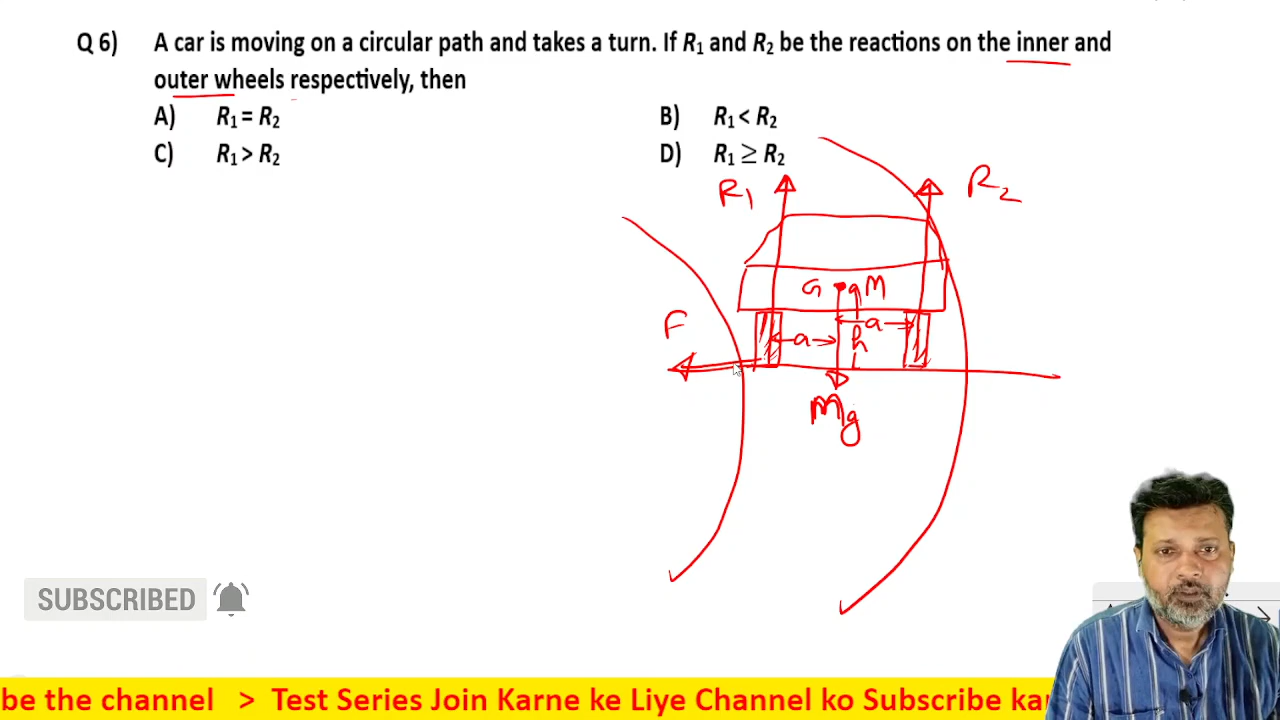 Q 6) A car is moving on a circular path and takes a turn. If R₁ and R₂ be the reactions on the inner and
outer wheels respectively, then
A) R₁ = R₂ B) R₁ < R₂
C) R₁ > R₂ D) R₁ ≥ R₂
R₁ R₂
G M
F a a
h
Mg
SUBSCRIBED
be the channel > Test Series Join Karne ke Liye Channel ko Subscribe ka